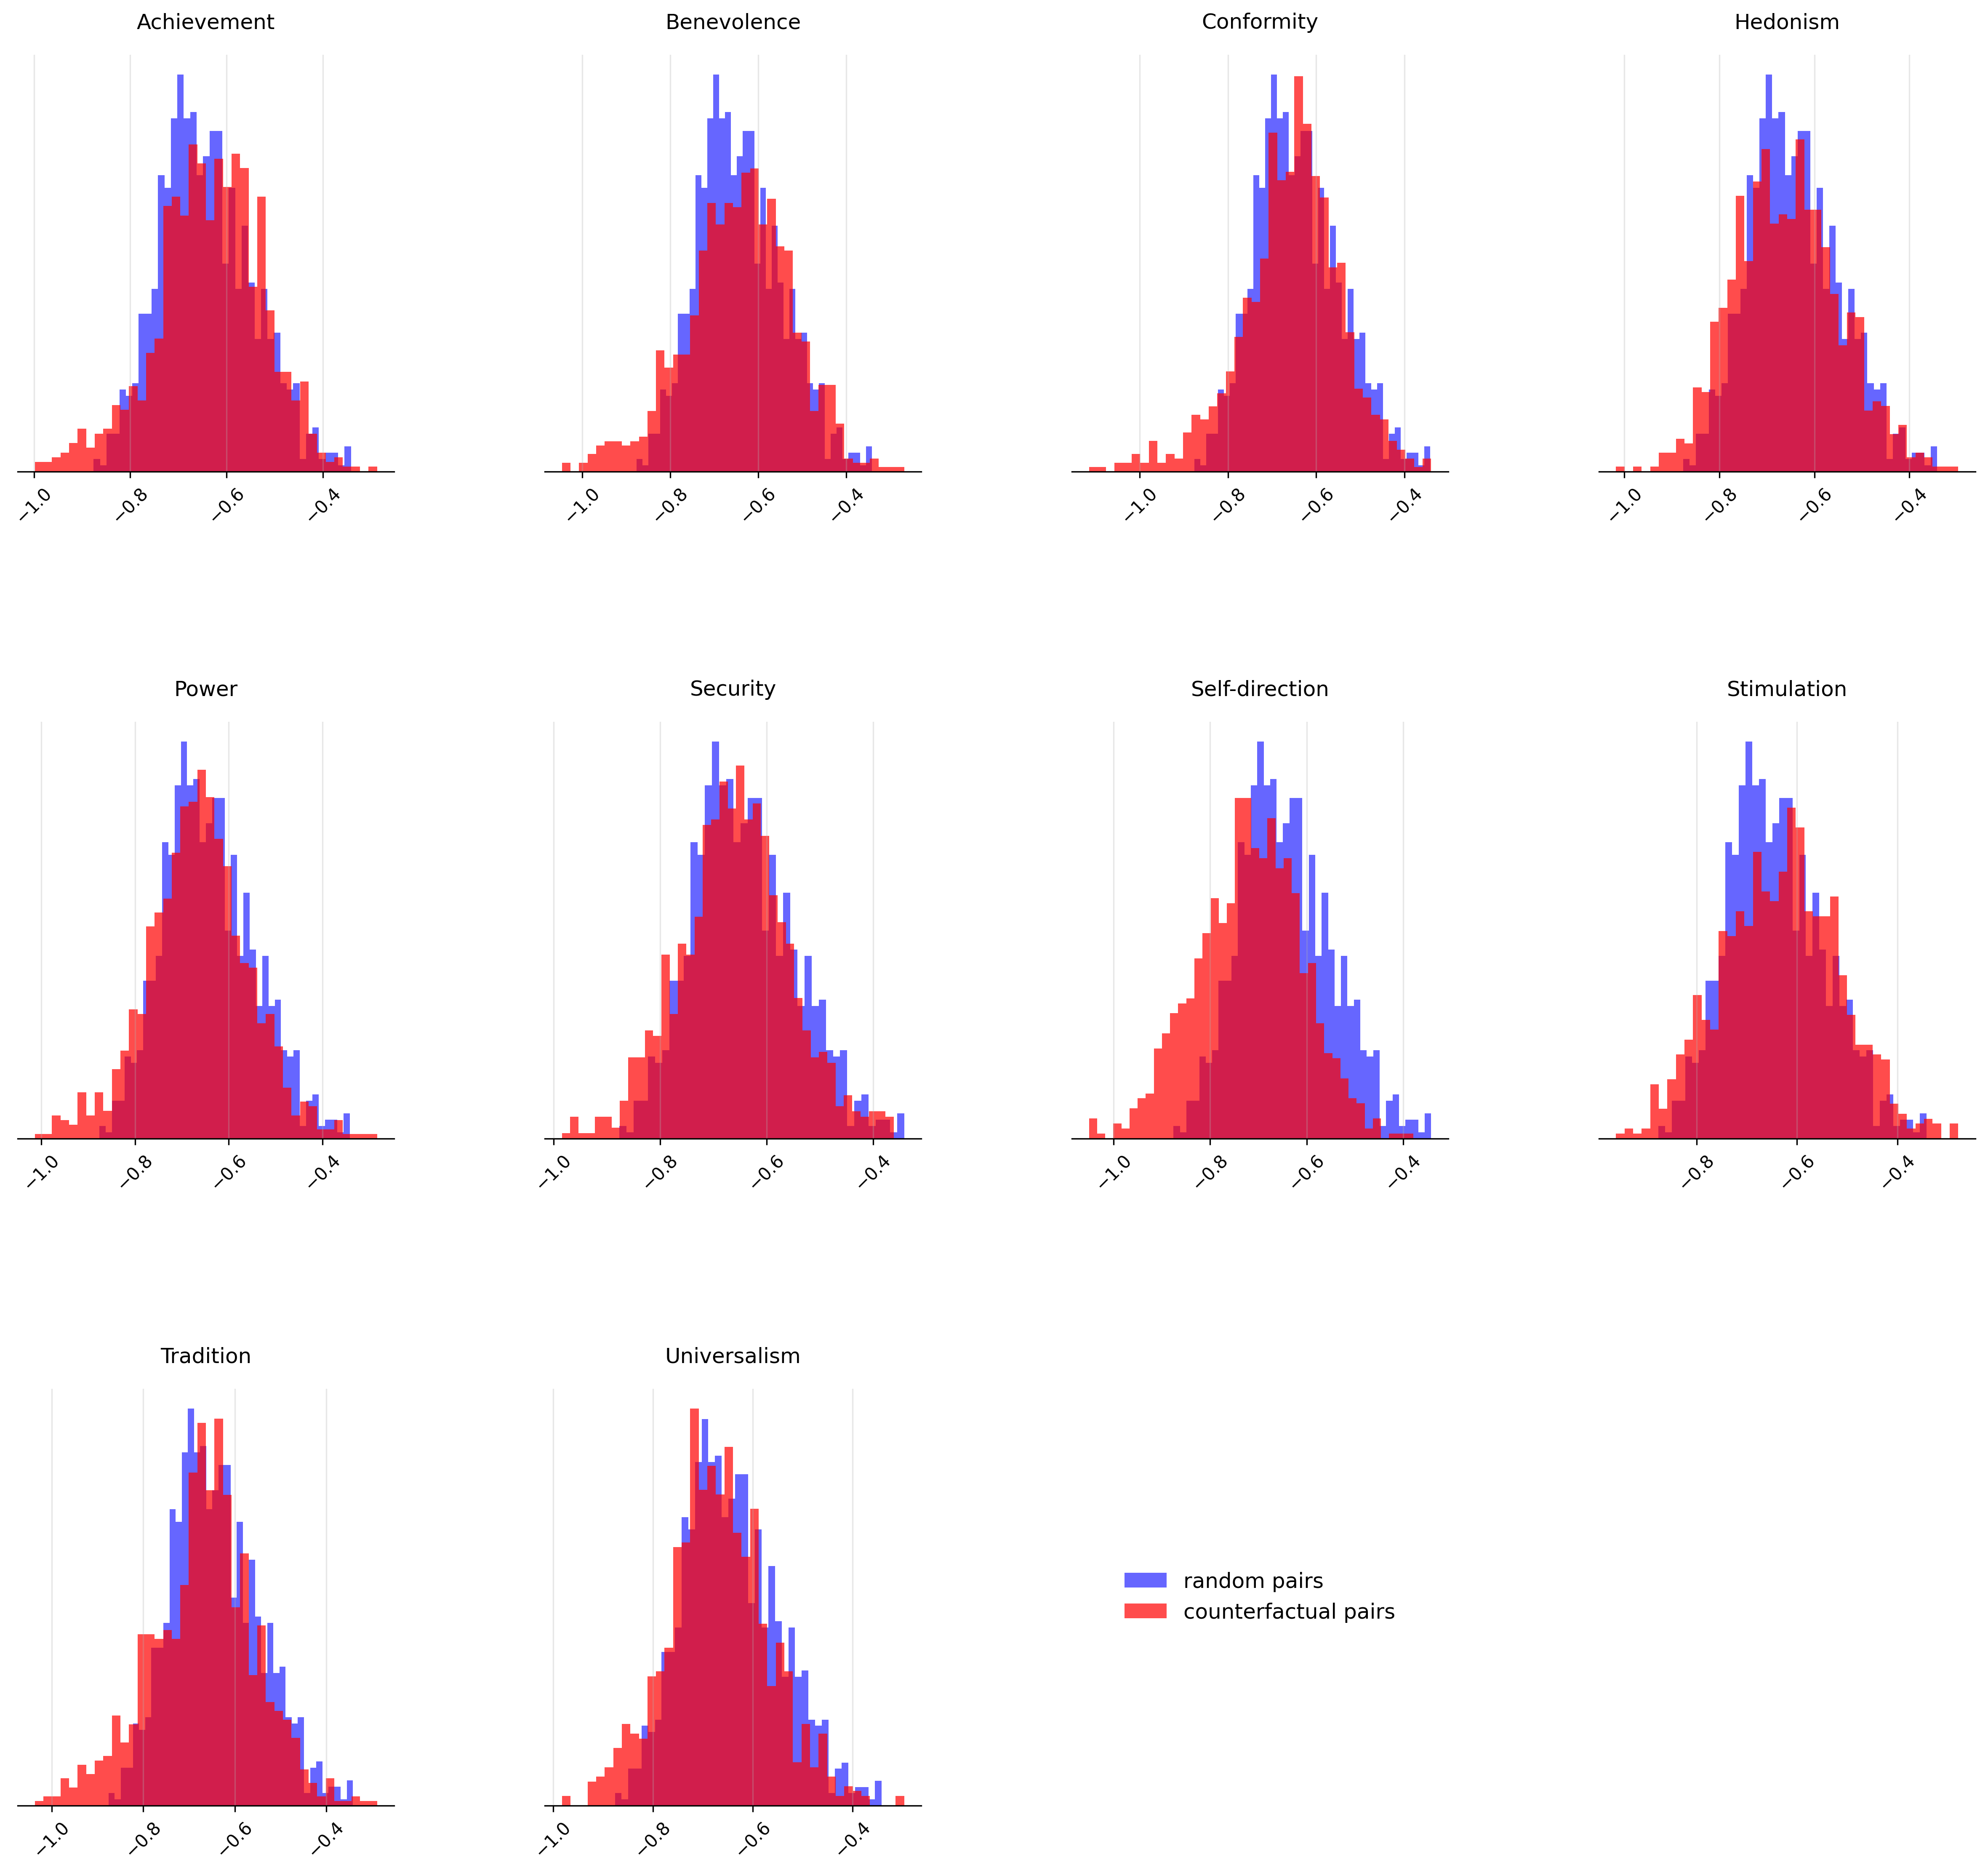 Achievement
Benevolence
Conformity
Hedonism
−1.0 −0.8 −0.6 −0.4
−1.0 −0.8 −0.6 −0.4
−1.0 −0.8 −0.6 −0.4
−1.0 −0.8 −0.6 −0.4
Power
Security
Self-direction
Stimulation
−1.0 −0.8 −0.6 −0.4
−1.0 −0.8 −0.6 −0.4
−1.0 −0.8 −0.6 −0.4
−0.8 −0.6 −0.4
Tradition
Universalism
random pairs
counterfactual pairs
−1.0 −0.8 −0.6 −0.4
−1.0 −0.8 −0.6 −0.4